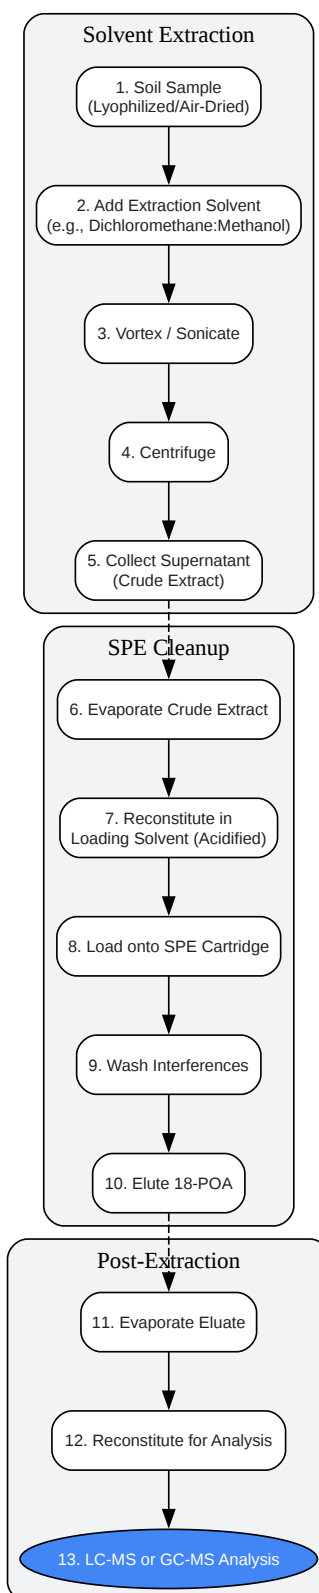 Solvent Extraction
1. Soil Sample
(Lyophilized/Air-Dried)
2. Add Extraction Solvent
(e.g., Dichloromethane:Methanol)
3. Vortex / Sonicate
4. Centrifuge
5. Collect Supernatant
(Crude Extract)
SPE Cleanup
6. Evaporate Crude Extract
7. Reconstitute in
Loading Solvent (Acidified)
8. Load onto SPE Cartridge
9. Wash Interferences
10. Elute 18-POA
Post-Extraction
11. Evaporate Eluate
12. Reconstitute for Analysis
13. LC-MS or GC-MS Analysis